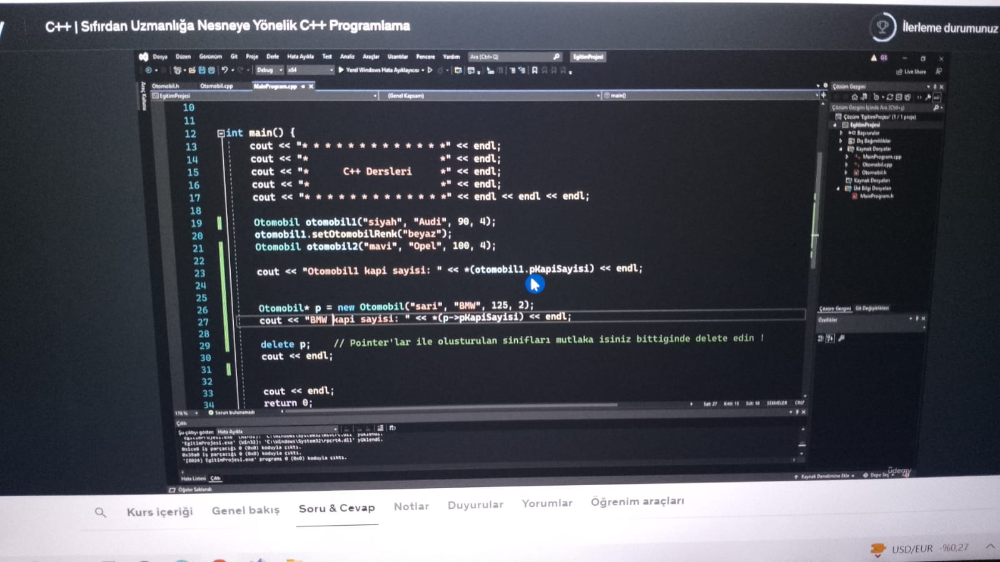 C++ | Sıfırdan Uzmanlığa Nesneye Yönelik C++ Programlama
İlerleme durumunuz
Dosya Düzen Görünüm Git Proje Derle Hata Ayıkla Test Analiz Araçlar Uzantılar Pencere Yardım Ara (Ctrl+Q) EgitimProjesi GS
Debug x64 Yerel Windows Hata Ayıklayıcısı Live Share
Araç Kutusu
Otomobil.h Otomobil.cpp MainProgram.cpp
EgitimProjesi (Genel Kapsam) main()
10
11
12 int main() {
13 cout << "* * * * * * * * * * * * *" << endl;
14 cout << "* *" << endl;
15 cout << "* C++ Dersleri *" << endl;
16 cout << "* *" << endl;
17 cout << "* * * * * * * * * * * * *" << endl << endl << endl;
18
19 Otomobil otomobil1("siyah", "Audi", 90, 4);
20 otomobil1.setOtomobilRenk("beyaz");
21 Otomobil otomobil2("mavi", "Opel", 100, 4);
22
23 cout << "Otomobil1 kapi sayisi: " << *(otomobil1.pKapiSayisi) << endl;
24
25
26 Otomobil* p = new Otomobil("sari", "BMW", 125, 2);
27 cout << "BMW kapi sayisi: " << *(p->pKapiSayisi) << endl;
28
29 delete p; // Pointer'lar ile olusturulan sinifları mutlaka isiniz bittiginde delete edin !
30 cout << endl;
31
32
33 cout << endl;
34 return 0;
Çözüm Gezgini
Çözüm Gezgini İçinde Ara (Ctrl+ş)
Çözüm 'EgitimProjesi' (1 / 1 proje)
EgitimProjesi
Başvurular
Dış Bağımlılıklar
Kaynak Dosyalar
MainProgram.cpp
Otomobil.cpp
Otomobil.h
Kaynak Dosyaları
Üst Bilgi Dosyaları
MainProgram.h
Çözüm Gezgini Git Değişiklikleri
Özellikler
176 % Sorun bulunamadı Sat: 27 Krkt: 15 Süt: 18 SEKMELER CRLF
Çıktı
Şu çıktıyı göster: Hata Ayıkla
'EgitimProjesi.exe' (Win32): 'C:\Windows\System32\msvcrt.dll' yüklendi.
'EgitimProjesi.exe' (Win32): 'C:\Windows\System32\rpcrt4.dll' yüklendi.
iş parçacığı 0 (0x0) koduyla çıktı.
iş parçacığı 0 (0x0) koduyla çıktı.
EgitimProjesi.exe' programı 0 (0x0) koduyla çıktı.
Hata Listesi Çıktı
Öğeler Saklandı Kaynak Denetimine Ekle Depo Seç
ûdemy
Kurs içeriği Genel bakış Soru & Cevap Notlar Duyurular Yorumlar Öğrenim araçları
USD/EUR -%0,27